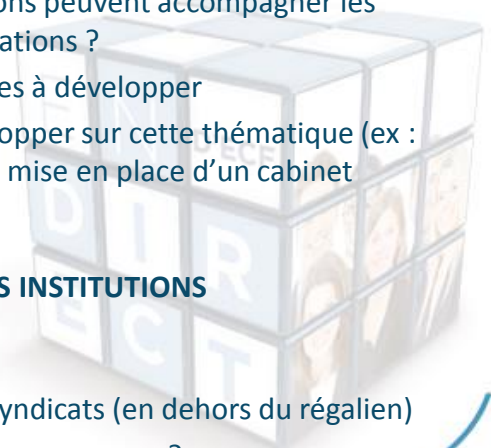 ons peuvent accompagner les
ations ?
es à développer
opper sur cette thématique (ex :
mise en place d’un cabinet
S INSTITUTIONS
yndicats (en dehors du régalien)
?
E N
D'ECF
D I R
E C T